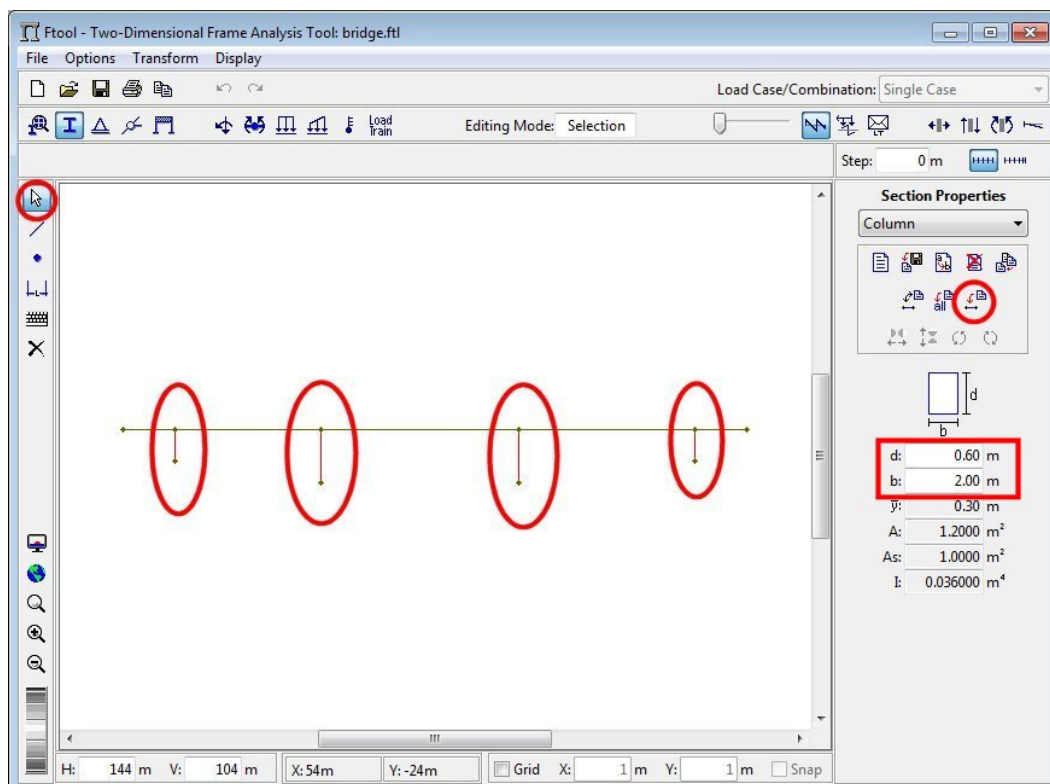 Ftool - Two-Dimensional Frame Analysis Tool: bridge.ftl
File Options Transform Display
Load Case/Combination: Single Case
Load Train
Editing Mode: Selection
LT
Step: 0 m
Section Properties
Column
L
all
d
b
d: 0.60 m
b: 2.00 m
y̅: 0.30 m
A: 1.2000 m²
As: 1.0000 m²
I: 0.036000 m⁴
H: 144 m V: 104 m X: 54m Y: -24m Grid X: 1 m Y: 1 m Snap